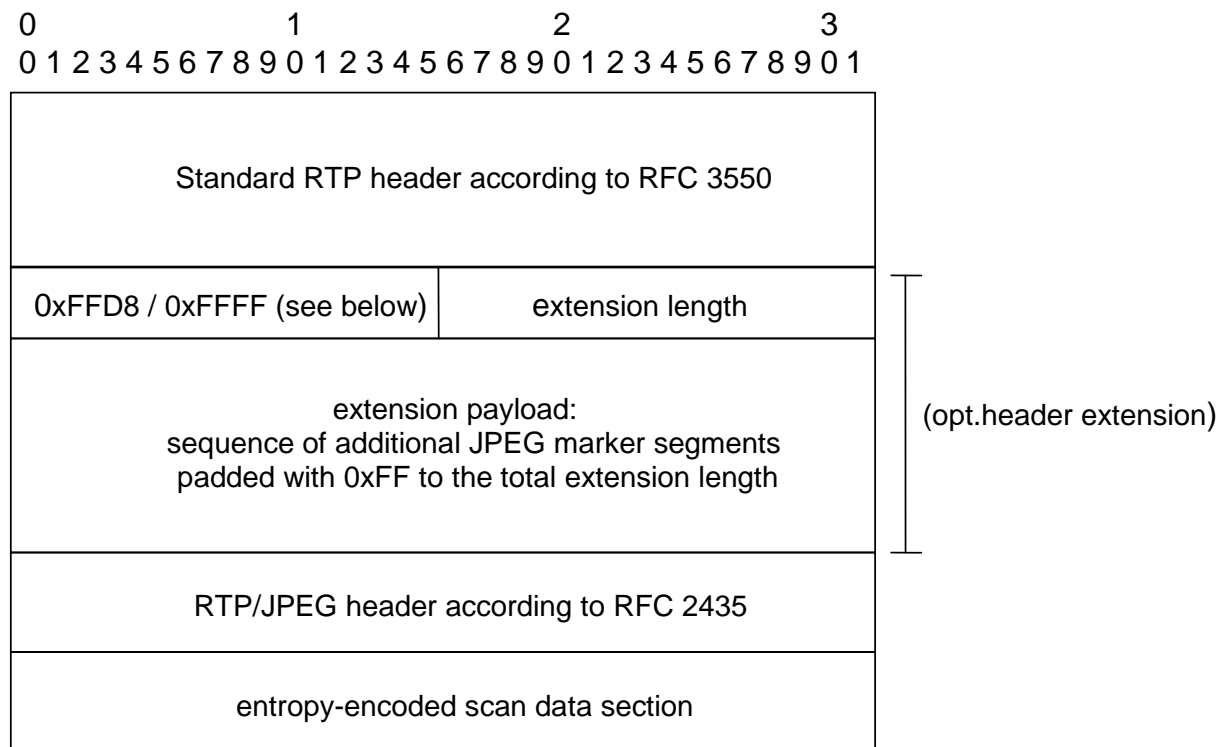 0 1 2 3
0 1 2 3 4 5 6 7 8 9 0 1 2 3 4 5 6 7 8 9 0 1 2 3 4 5 6 7 8 9 0 1
Standard RTP header according to RFC 3550
0xFFD8 / 0xFFFF (see below) extension length
extension payload:
sequence of additional JPEG marker segments
padded with 0xFF to the total extension length
(opt.header extension)
RTP/JPEG header according to RFC 2435
entropy-encoded scan data section